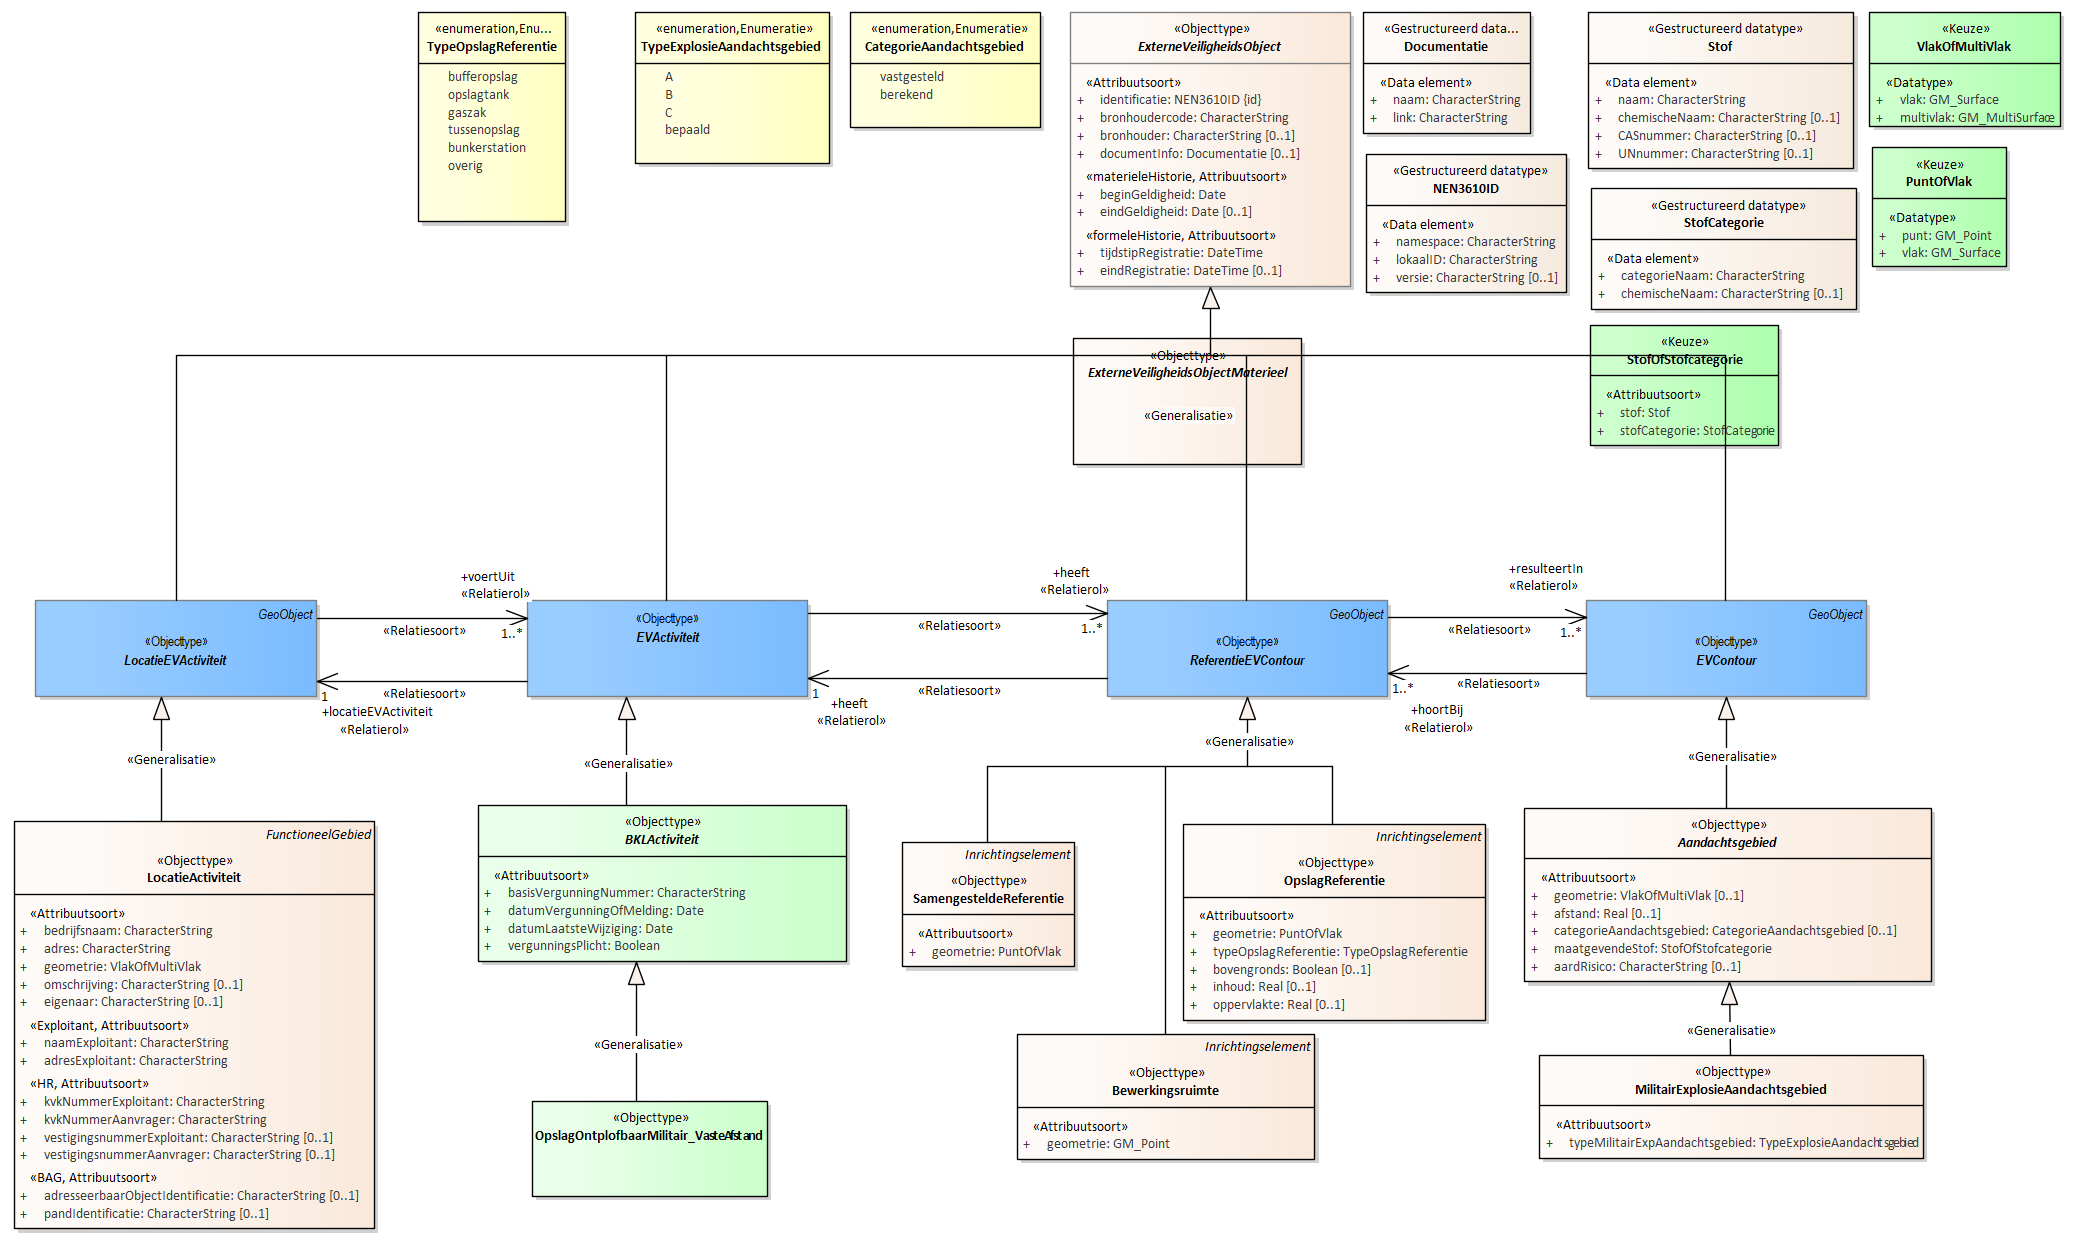 «enumeration,Enu...
TypeOpslagReferentie
bufferopslag
opslagtank
gaszak
tussenopslag
bunkerstation
overig
«enumeration,Enumeratie»
TypeExplosieAandachtsgebied
A
B
C
bepaald
«enumeration,Enumeratie»
CategorieAandachtsgebied
vastgesteld
berekend
«Objecttype»
ExterneVeiligheidsObject
«Attribuutsoort»
+ identificatie: NEN3610ID {id}
+ bronhoudercode: CharacterString
+ bronhouder: CharacterString [0..1]
+ documentInfo: Documentatie [0..1]
«materieleHistorie, Attribuutsoort»
+ beginGeldigheid: Date
+ eindGeldigheid: Date [0..1]
«formeleHistorie, Attribuutsoort»
+ tijdstipRegistratie: DateTime
+ eindRegistratie: DateTime [0..1]
«Gestructureerd data...
Documentatie
«Data element»
+ naam: CharacterString
+ link: CharacterString
«Gestructureerd datatype»
NEN3610ID
«Data element»
+ namespace: CharacterString
+ lokaalID: CharacterString
+ versie: CharacterString [0..1]
«Gestructureerd datatype»
Stof
«Data element»
+ naam: CharacterString
+ chemischeNaam: CharacterString [0..1]
+ CASnummer: CharacterString [0..1]
+ UNnummer: CharacterString [0..1]
«Gestructureerd datatype»
StofCategorie
«Data element»
+ categorieNaam: CharacterString
+ chemischeNaam: CharacterString [0..1]
«Keuze»
VlakOfMultiVlak
«Datatype»
+ vlak: GM_Surface
+ multivlak: GM_MultiSurface
«Keuze»
PuntOfVlak
«Datatype»
+ punt: GM_Point
+ vlak: GM_Surface
«Objecttype»
ExterneVeiligheidsObjectMaterieel
«Generalisatie»
«Keuze»
StofOfStofcategorie
«Attribuutsoort»
+ stof: Stof
+ stofCategorie: StofCategorie
GeoObject
«Objecttype»
LocatieEVActiviteit
+voertUit
«Relatierol»
«Relatiesoort»
1..*
«Relatiesoort»
1
+locatieEVActiviteit
«Relatierol»
«Objecttype»
EVActiviteit
+heeft
«Relatierol»
«Relatiesoort»
1..*
«Relatiesoort»
1
+heeft
«Relatierol»
GeoObject
«Objecttype»
ReferentieEVContour
+resulteertIn
«Relatierol»
«Relatiesoort»
1..*
«Relatiesoort»
1..*
+hoortBij
«Relatierol»
GeoObject
«Objecttype»
EVContour
«Generalisatie»
«Generalisatie»
«Generalisatie»
«Generalisatie»
FunctioneelGebied
«Objecttype»
LocatieActiviteit
«Attribuutsoort»
+ bedrijfsnaam: CharacterString
+ adres: CharacterString
+ geometrie: VlakOfMultiVlak
+ omschrijving: CharacterString [0..1]
+ eigenaar: CharacterString [0..1]
«Exploitant, Attribuutsoort»
+ naamExploitant: CharacterString
+ adresExploitant: CharacterString
«HR, Attribuutsoort»
+ kvkNummerExploitant: CharacterString
+ kvkNummerAanvrager: CharacterString
+ vestigingsnummerExploitant: CharacterString [0..1]
+ vestigingsnummerAanvrager: CharacterString [0..1]
«BAG, Attribuutsoort»
+ adresseerbaarObjectIdentificatie: CharacterString [0..1]
+ pandIdentificatie: CharacterString [0..1]
«Objecttype»
BKLActiviteit
«Attribuutsoort»
+ basisVergunningNummer: CharacterString
+ datumVergunningOfMelding: Date
+ datumLaatsteWijziging: Date
+ vergunningsPlicht: Boolean
«Generalisatie»
«Objecttype»
OpslagOntplofbaarMilitair_VasteAfstand
Inrichtingselement
«Objecttype»
SamengesteldeReferentie
«Attribuutsoort»
+ geometrie: PuntOfVlak
Inrichtingselement
«Objecttype»
OpslagReferentie
«Attribuutsoort»
+ geometrie: PuntOfVlak
+ typeOpslagReferentie: TypeOpslagReferentie
+ bovengronds: Boolean [0..1]
+ inhoud: Real [0..1]
+ oppervlakte: Real [0..1]
Inrichtingselement
«Objecttype»
Bewerkingsruimte
«Attribuutsoort»
+ geometrie: GM_Point
«Objecttype»
Aandachtsgebied
«Attribuutsoort»
+ geometrie: VlakOfMultiVlak [0..1]
+ afstand: Real [0..1]
+ categorieAandachtsgebied: CategorieAandachtsgebied [0..1]
+ maatgevendeStof: StofOfStofcategorie
+ aardRisico: CharacterString [0..1]
«Generalisatie»
«Objecttype»
MilitairExplosieAandachtsgebied
«Attribuutsoort»
+ typeMilitairExpAandachtsgebied: TypeExplosieAandachtsgebied